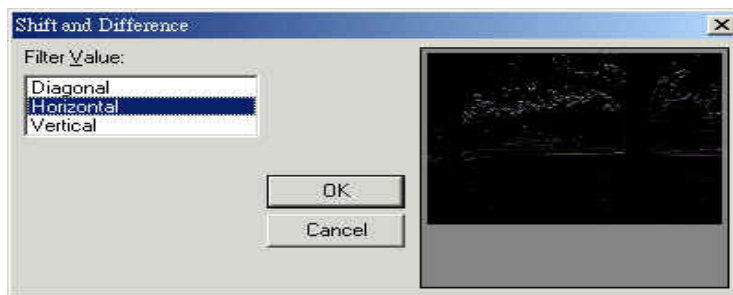 Shift and Difference
Filter Value:
Diagonal
Horizontal
Vertical
OK
Cancel